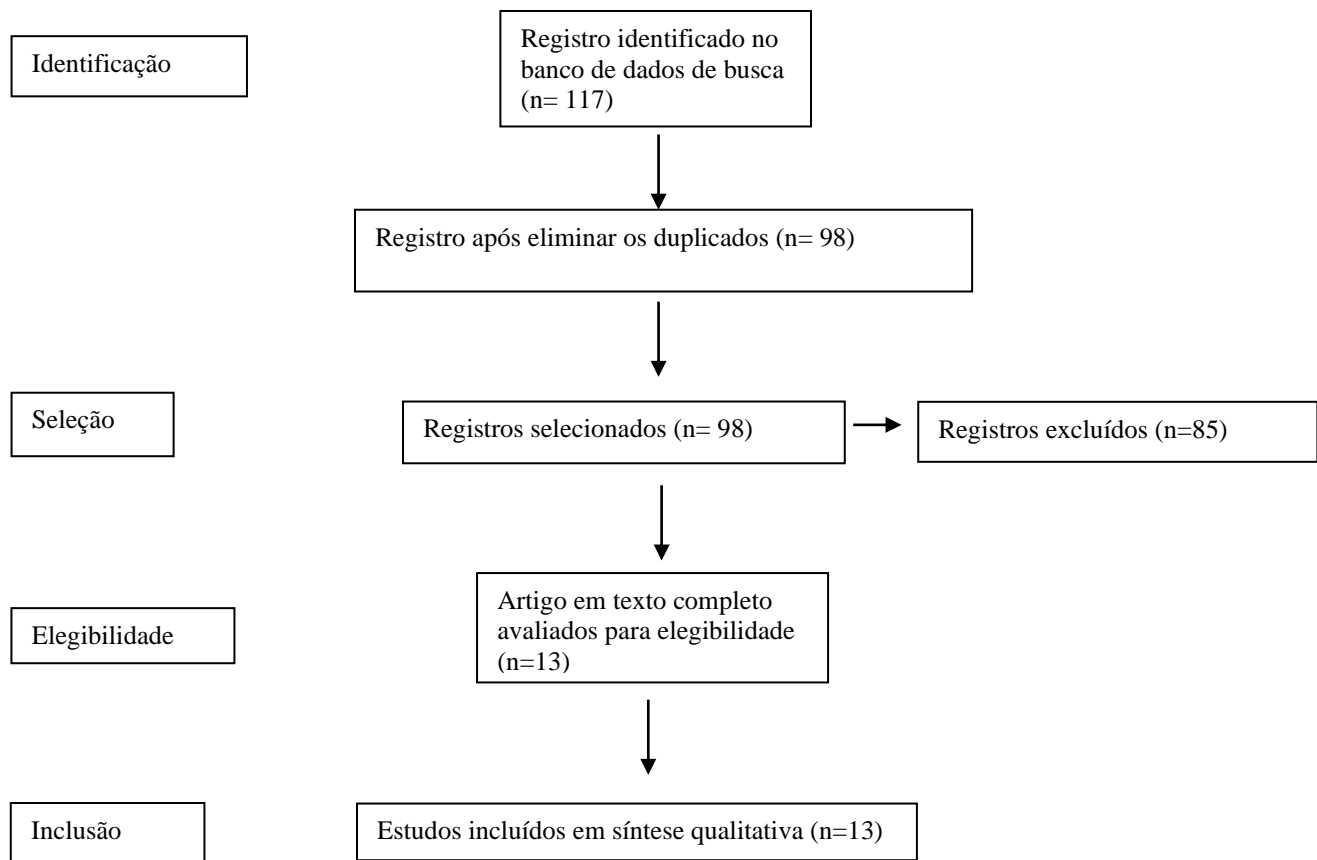 Identificação
Registro identificado no
banco de dados de busca
(n= 117)
Registro após eliminar os duplicados (n= 98)
Seleção
Registros selecionados (n= 98)
Registros excluídos (n=85)
Elegibilidade
Artigo em texto completo
avaliados para elegibilidade
(n=13)
Inclusão
Estudos incluídos em síntese qualitativa (n=13)